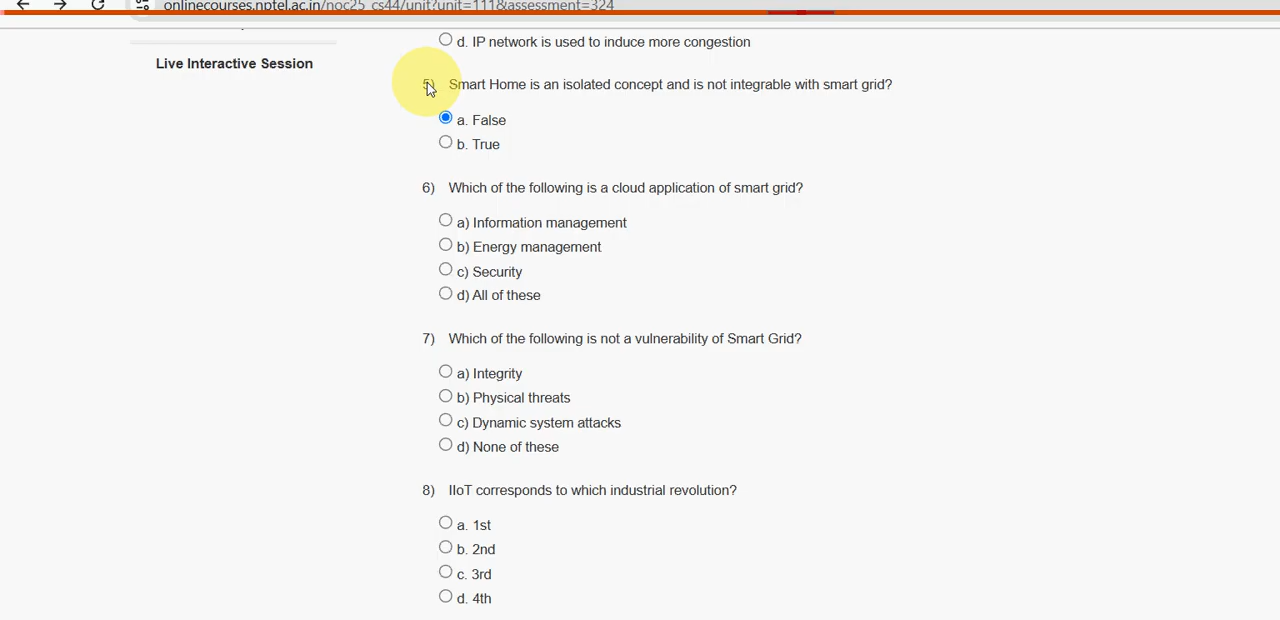 onlinecourses.nptel.ac.in/noc25_cs44/unit?unit=111&assessment=324
d. IP network is used to induce more congestion
Live Interactive Session
5) Smart Home is an isolated concept and is not integrable with smart grid?
a. False
b. True
6) Which of the following is a cloud application of smart grid?
a) Information management
b) Energy management
c) Security
d) All of these
7) Which of the following is not a vulnerability of Smart Grid?
a) Integrity
b) Physical threats
c) Dynamic system attacks
d) None of these
8) IIoT corresponds to which industrial revolution?
a. 1st
b. 2nd
c. 3rd
d. 4th